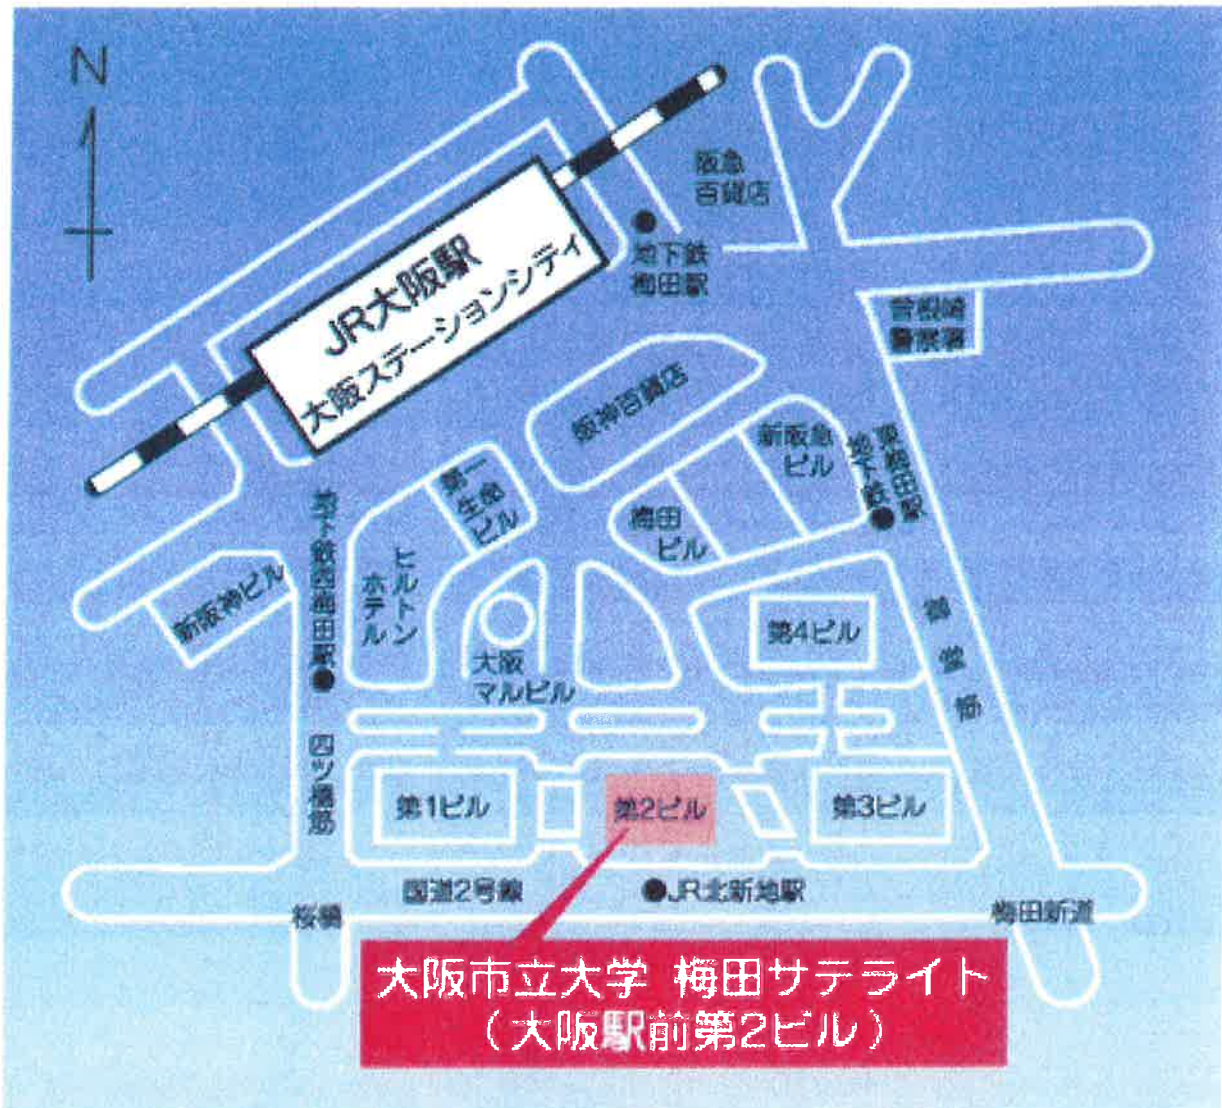 N
阪急
百貨店
地下鉄
梅田駅
JR大阪駅
大阪ステーションシティ
曾根崎
警察署
阪神百貨店
新阪急
ビル
東梅田駅
地下鉄
第一
生命
ビル
梅田
ビル
地下鉄西梅田駅
ヒルトン
ホテル
新阪神ビル
大阪
マルビル
第4ビル
御堂筋
四ツ橋筋
第1ビル
第2ビル
第3ビル
国道2号線
JR北新地駅
桜橋
梅田新道
大阪市立大学 梅田サテライト
(大阪駅前第2ビル)